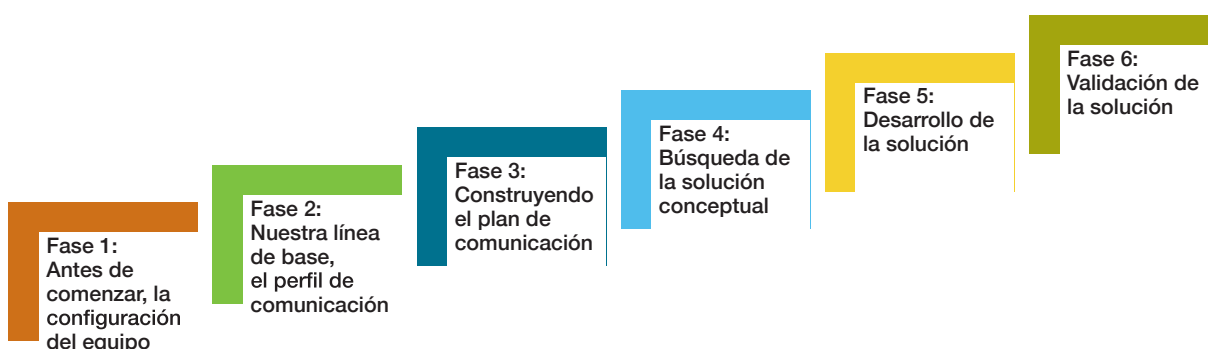 Fase 1:
Antes de
comenzar, la
configuración
del equipo
Fase 2:
Nuestra línea
de base,
el perfil de
comunicación
Fase 3:
Construyendo
el plan de
comunicación
Fase 4:
Búsqueda de
la solución
conceptual
Fase 5:
Desarrollo de
la solución
Fase 6:
Validación de
la solución